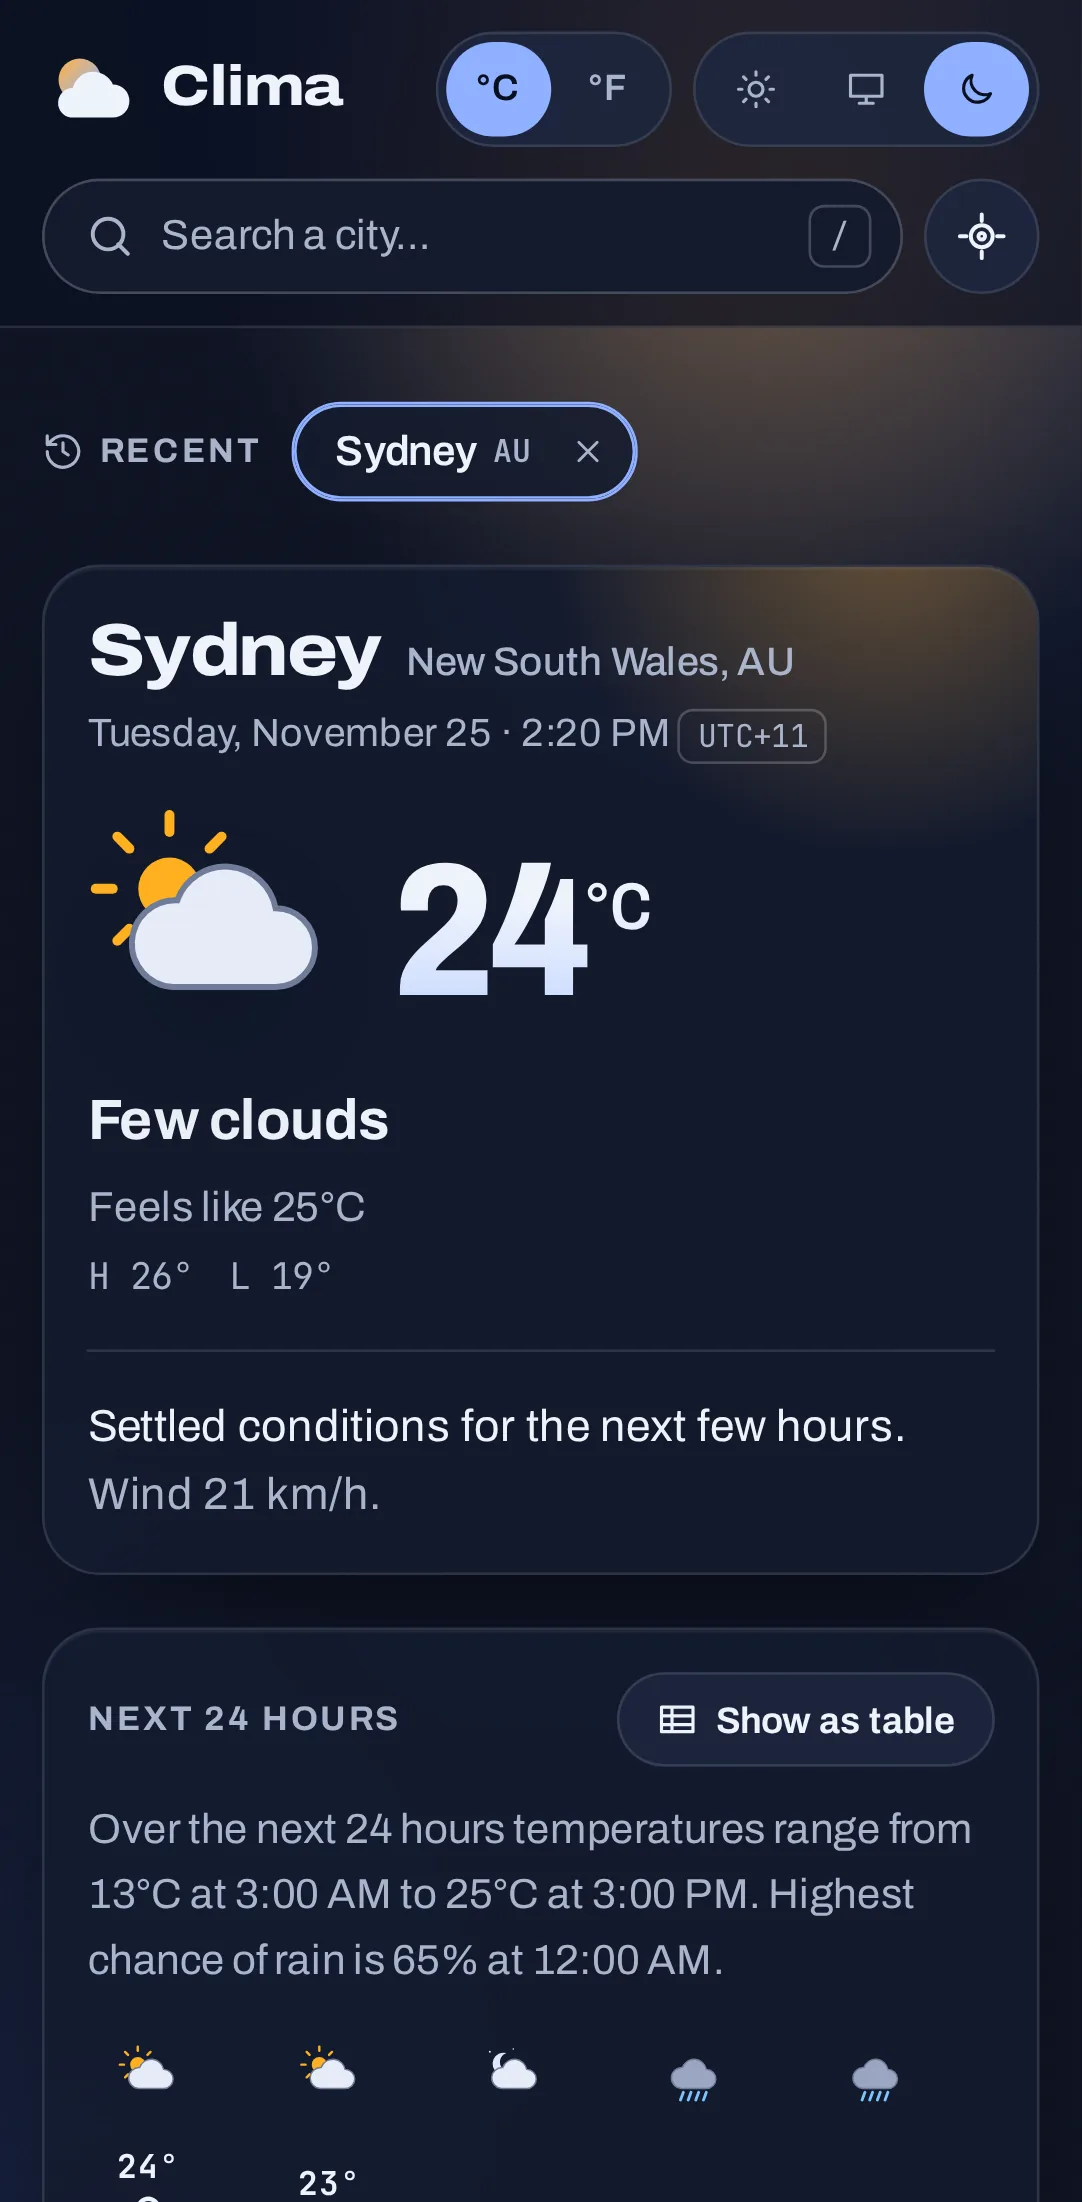 Clima
°C
°F
Search a city...
/
RECENT
Sydney AU
Sydney New South Wales, AU
Tuesday, November 25 · 2:20 PM UTC+11
24°C
Few clouds
Feels like 25°C
H 26° L 19°
Settled conditions for the next few hours.
Wind 21 km/h.
NEXT 24 HOURS
Show as table
Over the next 24 hours temperatures range from
13°C at 3:00 AM to 25°C at 3:00 PM. Highest
chance of rain is 65% at 12:00 AM.
24°
23°